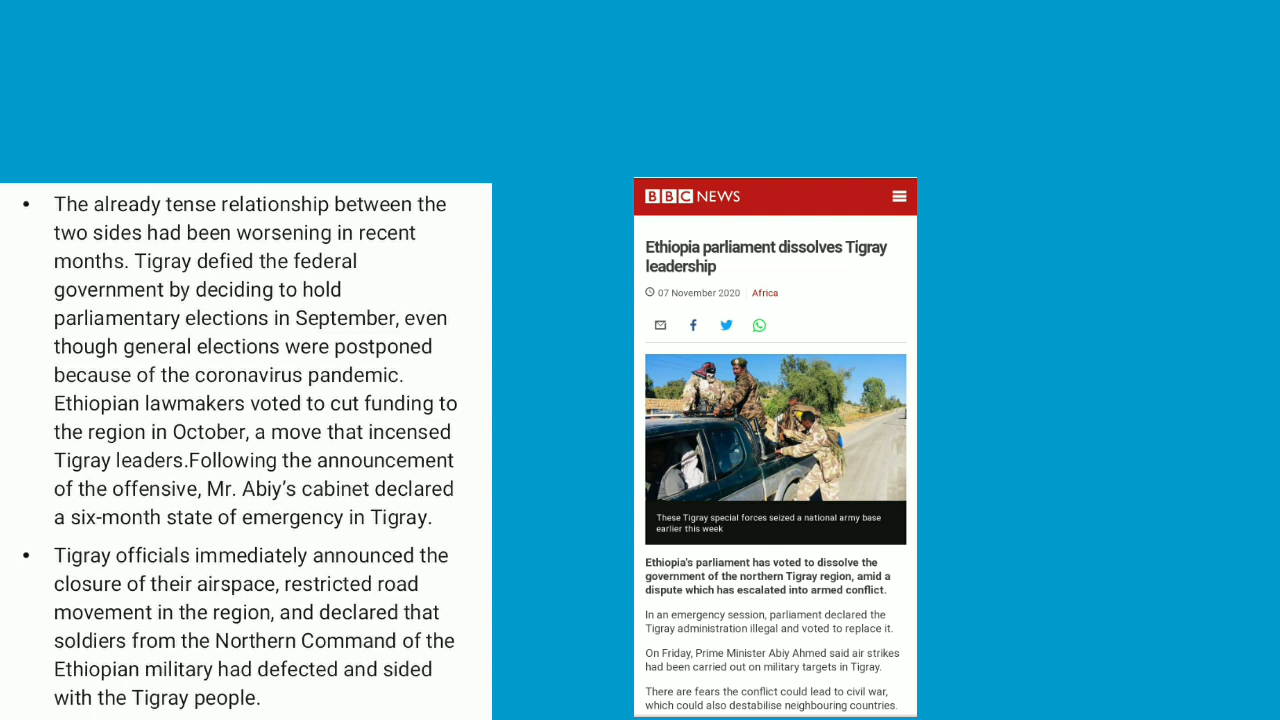 • The already tense relationship between the
two sides had been worsening in recent
months. Tigray defied the federal
government by deciding to hold
parliamentary elections in September, even
though general elections were postponed
because of the coronavirus pandemic.
Ethiopian lawmakers voted to cut funding to
the region in October, a move that incensed
Tigray leaders.Following the announcement
of the offensive, Mr. Abiy’s cabinet declared
a six-month state of emergency in Tigray.
• Tigray officials immediately announced the
closure of their airspace, restricted road
movement in the region, and declared that
soldiers from the Northern Command of the
Ethiopian military had defected and sided
with the Tigray people.
BBC NEWS
Ethiopia parliament dissolves Tigray
leadership
07 November 2020 Africa
These Tigray special forces seized a national army base
earlier this week
Ethiopia's parliament has voted to dissolve the
government of the northern Tigray region, amid a
dispute which has escalated into armed conflict.
In an emergency session, parliament declared the
Tigray administration illegal and voted to replace it.
On Friday, Prime Minister Abiy Ahmed said air strikes
had been carried out on military targets in Tigray.
There are fears the conflict could lead to civil war,
which could also destabilise neighbouring countries.